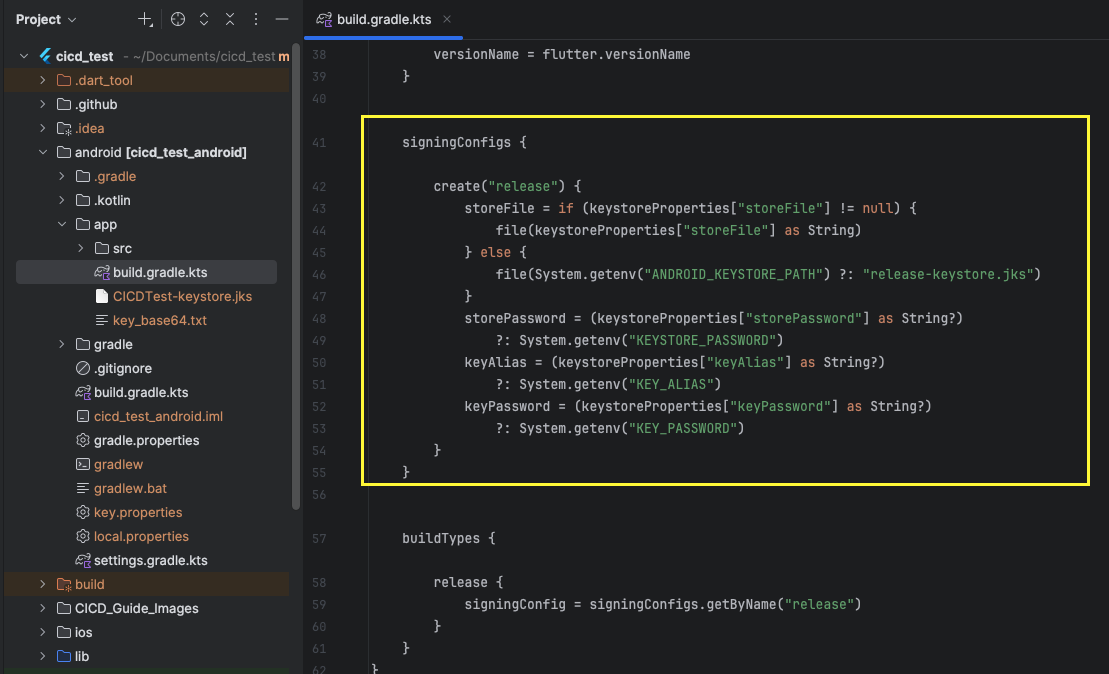 Project
build.gradle.kts
cicd_test - ~/Documents/cicd_test m
.dart_tool
.github
.idea
android [cicd_test_android]
.gradle
.kotlin
app
src
build.gradle.kts
CICDTest-keystore.jks
key_base64.txt
gradle
.gitignore
build.gradle.kts
cicd_test_android.iml
gradle.properties
gradlew
gradlew.bat
key.properties
local.properties
settings.gradle.kts
build
CICD_Guide_Images
ios
lib
38 versionName = flutter.versionName
39 }
40
41 signingConfigs {
42 create("release") {
43 storeFile = if (keystoreProperties["storeFile"] != null) {
44 file(keystoreProperties["storeFile"] as String)
45 } else {
46 file(System.getenv("ANDROID_KEYSTORE_PATH") ?: "release-keystore.jks")
47 }
48 storePassword = (keystoreProperties["storePassword"] as String?)
49 ?: System.getenv("KEYSTORE_PASSWORD")
50 keyAlias = (keystoreProperties["keyAlias"] as String?)
51 ?: System.getenv("KEY_ALIAS")
52 keyPassword = (keystoreProperties["keyPassword"] as String?)
53 ?: System.getenv("KEY_PASSWORD")
54 }
55 }
56
57 buildTypes {
58 release {
59 signingConfig = signingConfigs.getByName("release")
60 }
61 }
62 }